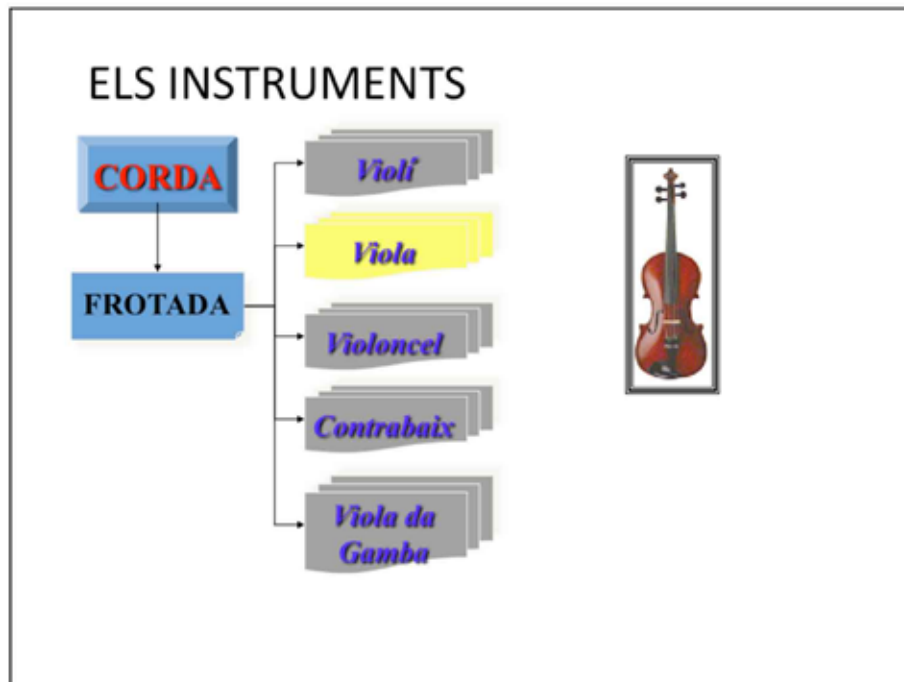 ELS INSTRUMENTS
CORDA
FROTADA
Violí
Viola
Violoncel
Contrabaix
Viola da
Gamba